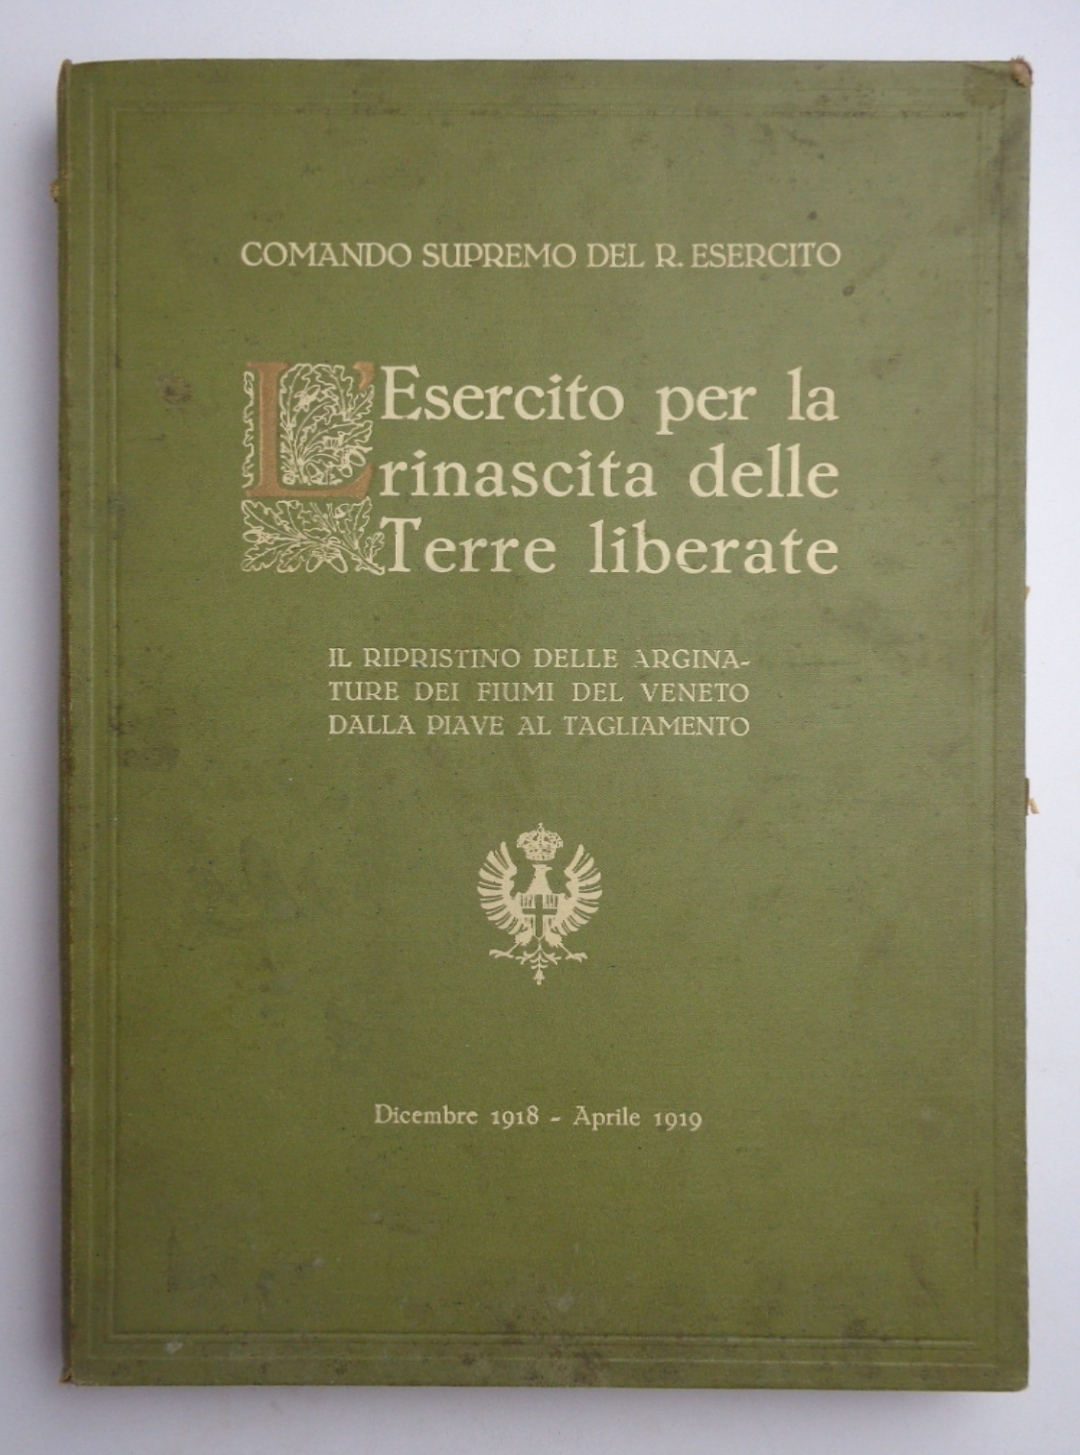 COMANDO SUPREMO DEL R. ESERCITO
L'Esercito per la
rinascita delle
Terre liberate
IL RIPRISTINO DELLE ARGINA-
TURE DEI FIUMI DEL VENETO
DALLA PIAVE AL TAGLIAMENTO
Dicembre 1918 - Aprile 1919